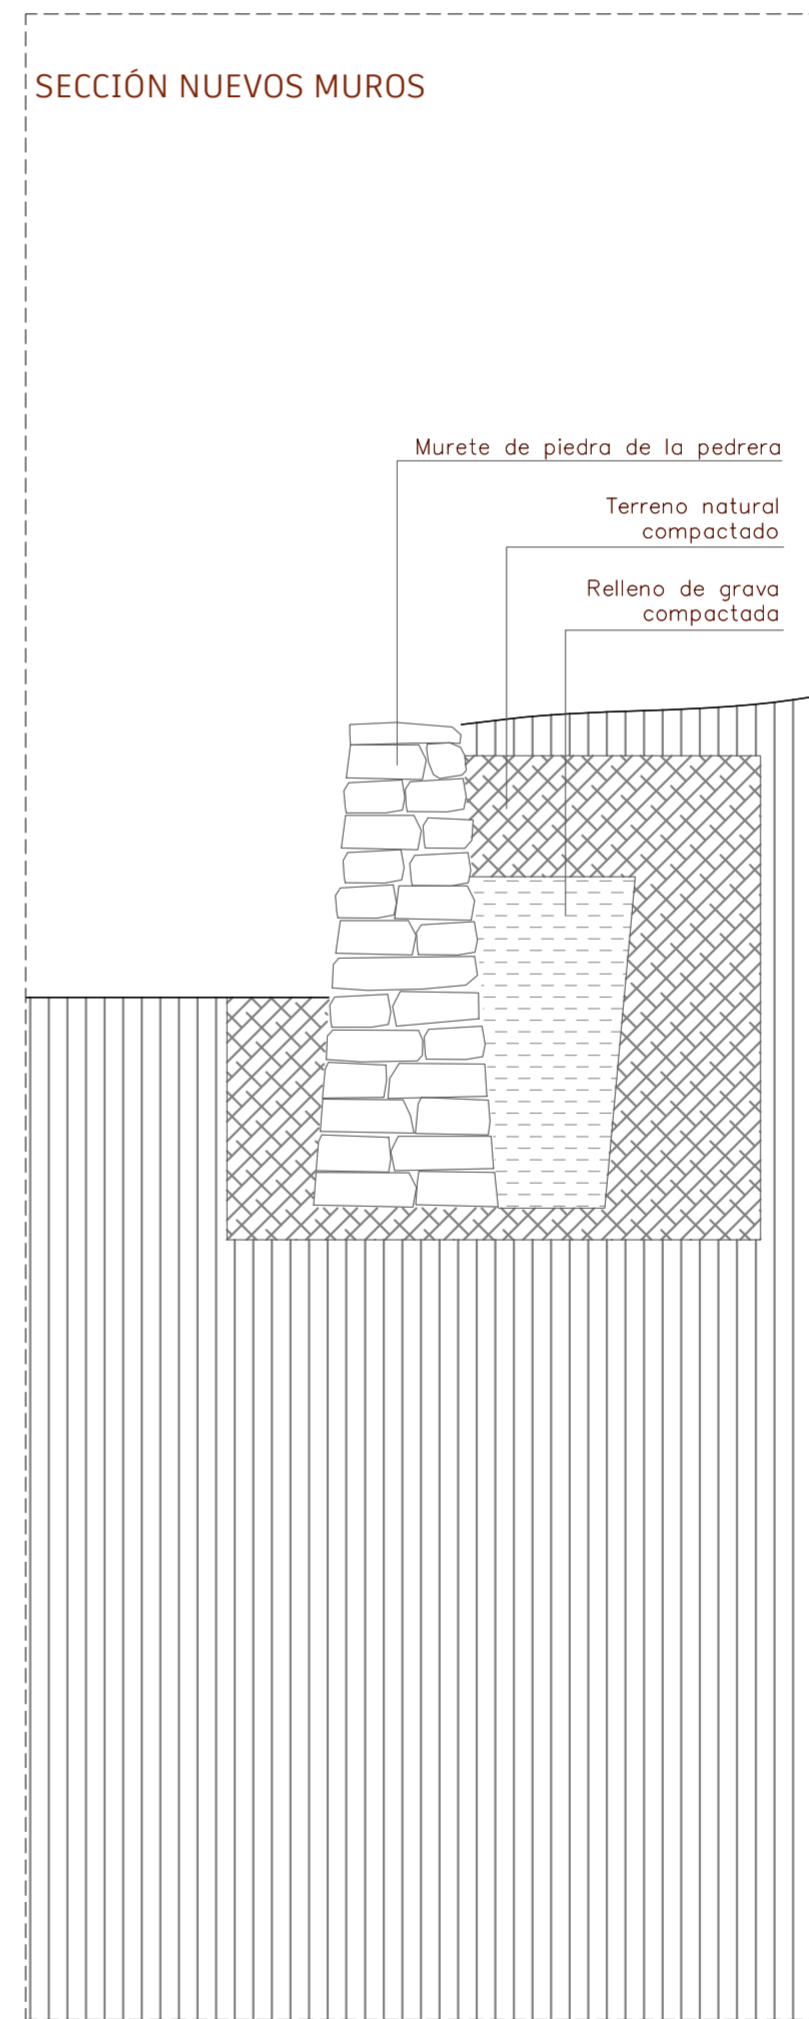 SECCIÓN NUEVOS MUROS
Murete de piedra de la pedrera
Terreno natural
compactado
Relleno de grava
compactada